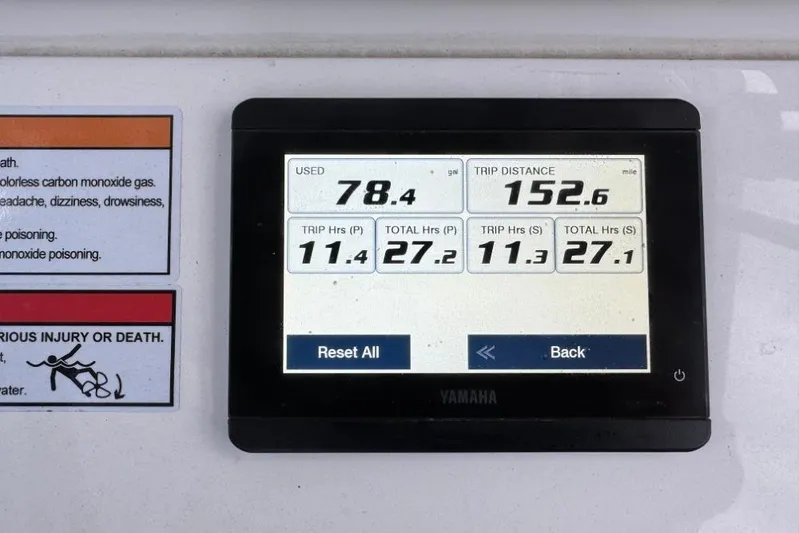 ath.
olorless carbon monoxide gas.
eadache, dizziness, drowsiness,
e poisoning.
monoxide poisoning.
RIOUS INJURY OR DEATH.
t,
vater.
USED gal
78.4
TRIP DISTANCE mile
152.6
TRIP Hrs (P)
11.4
TOTAL Hrs (P)
27.2
TRIP Hrs (S)
11.3
TOTAL Hrs (S)
27.1
Reset All
Back
YAMAHA